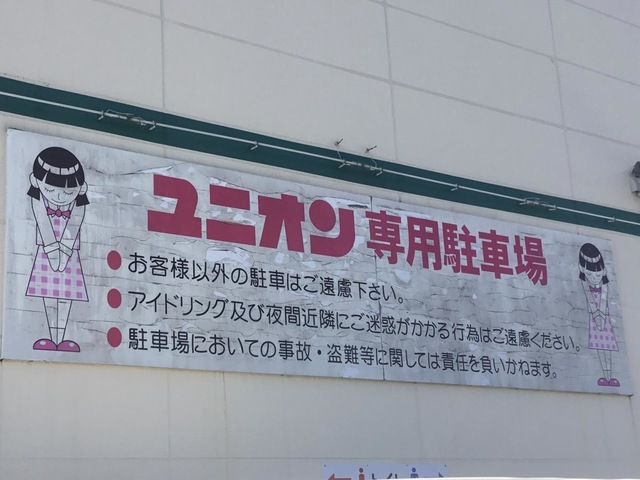 ユニオン専用駐車場
●お客様以外の駐車はご遠慮下さい。
●アイドリング及び夜間近隣にご迷惑がかかる行為はご遠慮ください。
●駐車場においての事故・盗難等に関しては責任を負いかねます。